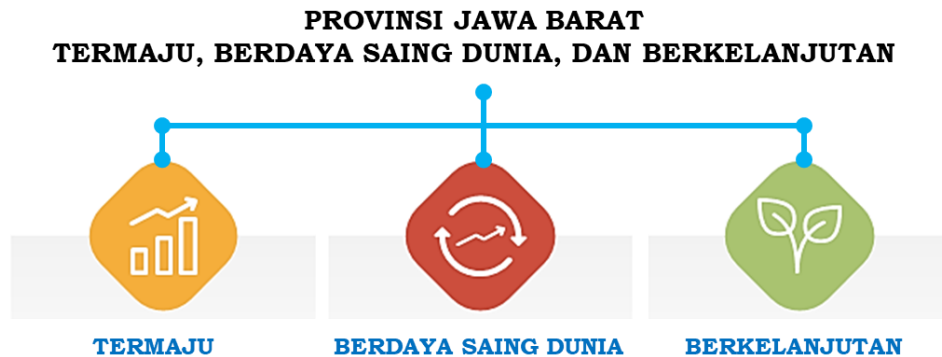 PROVINSI JAWA BARAT
TERMAJU, BERDAYA SAING DUNIA, DAN BERKELANJUTAN
TERMAJU
BERDAYA SAING DUNIA
BERKELANJUTAN